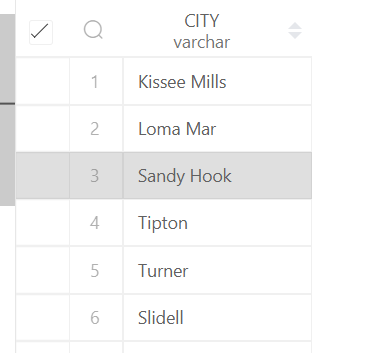 CITY
varchar
1 Kissee Mills
2 Loma Mar
3 Sandy Hook
4 Tipton
5 Turner
6 Slidell